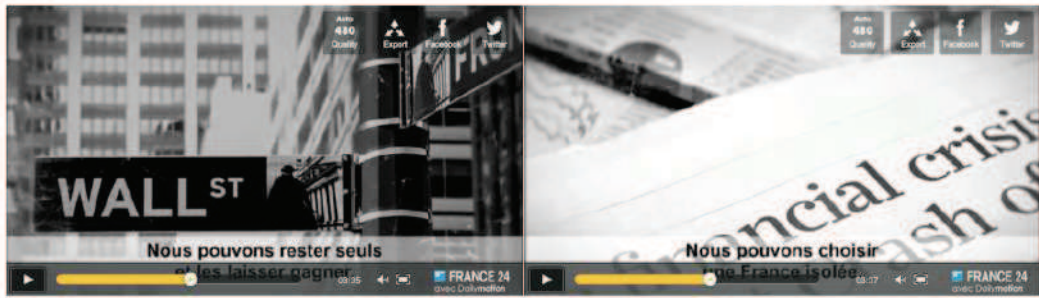 Auto
480
Quality
Export
Facebook
Twitter
WALL ST
Nous pouvons rester seuls
et les laisser gagner
03:35
FRANCE 24
avec Dailymotion
Auto
480
Quality
Export
Facebook
Twitter
financial crisis
crash of
Nous pouvons choisir
une France isolée
03:37
FRANCE 24
avec Dailymotion